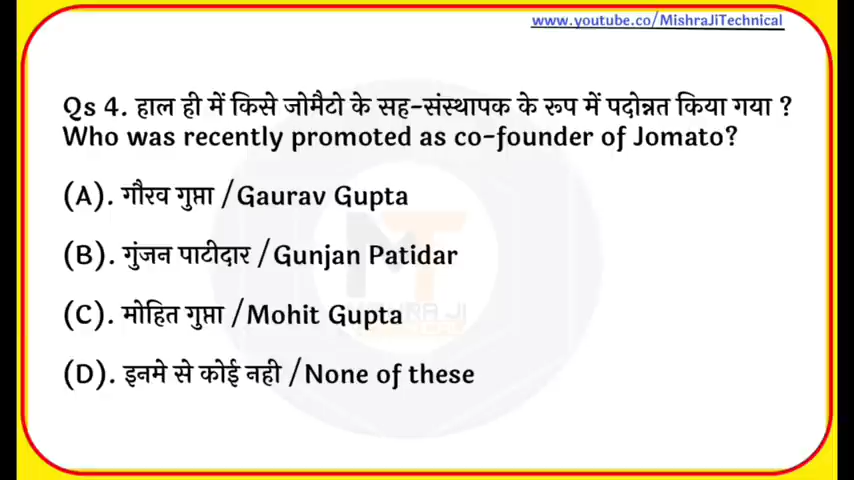 www.youtube.co/MishraJiTechnical
Qs 4. हाल ही में किसे जोमैटो के सह-संस्थापक के रूप में पदोन्नत किया गया ?
Who was recently promoted as co-founder of Jomato?
(A). गौरव गुप्ता /Gaurav Gupta
(B). गुंजन पाटीदार /Gunjan Patidar
(C). मोहित गुप्ता /Mohit Gupta
(D). इनमे से कोई नही /None of these